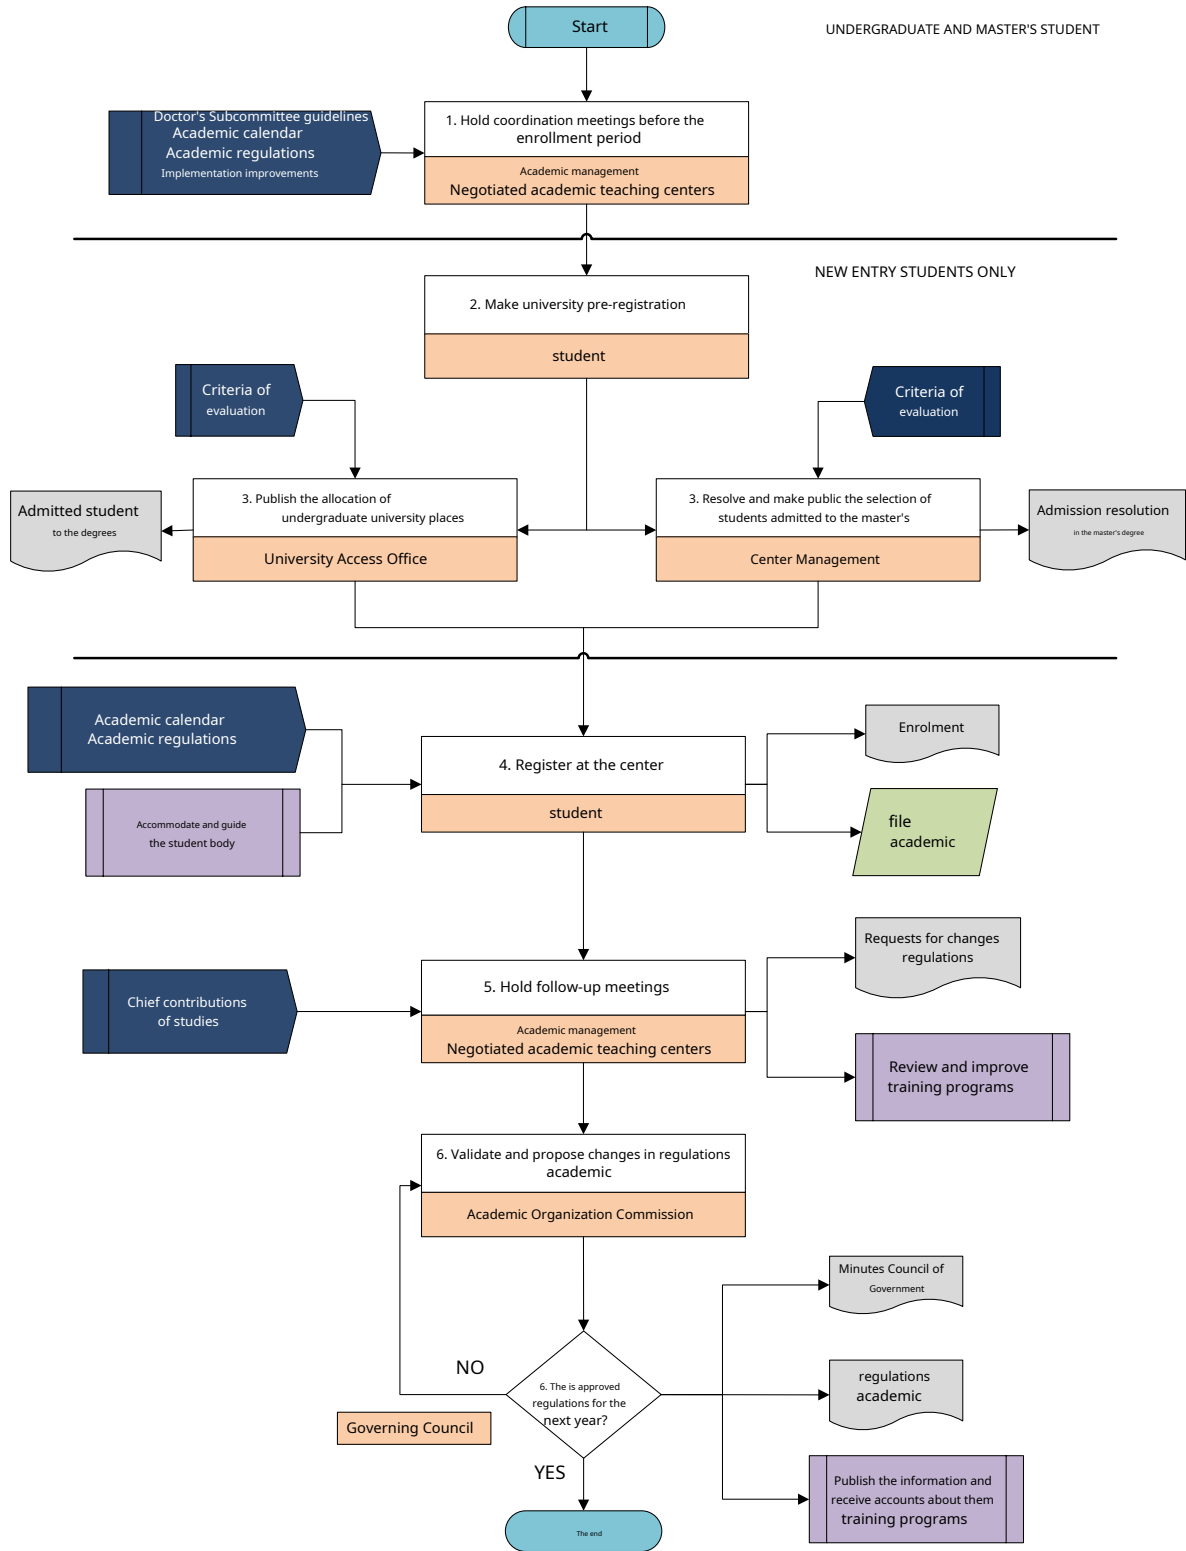 Start
UNDERGRADUATE AND MASTER'S STUDENT
Doctor's Subcommittee guidelines
Academic calendar
Academic regulations
Implementation improvements
1. Hold coordination meetings before the
enrollment period
Academic management
Negotiated academic teaching centers
NEW ENTRY STUDENTS ONLY
2. Make university pre-registration
student
Criteria of
evaluation
Criteria of
evaluation
Admitted student
to the degrees
3. Publish the allocation of
undergraduate university places
University Access Office
3. Resolve and make public the selection of
students admitted to the master's
Center Management
Admission resolution
in the master's degree
Academic calendar
Academic regulations
Accommodate and guide
the student body
4. Register at the center
student
Enrolment
file
academic
Chief contributions
of studies
5. Hold follow-up meetings
Academic management
Negotiated academic teaching centers
Requests for changes
regulations
Review and improve
training programs
6. Validate and propose changes in regulations
academic
Academic Organization Commission
Minutes Council of
Government
NO
6. The is approved
regulations for the
next year?
regulations
academic
Governing Council
YES
Publish the information and
receive accounts about them
training programs
The end